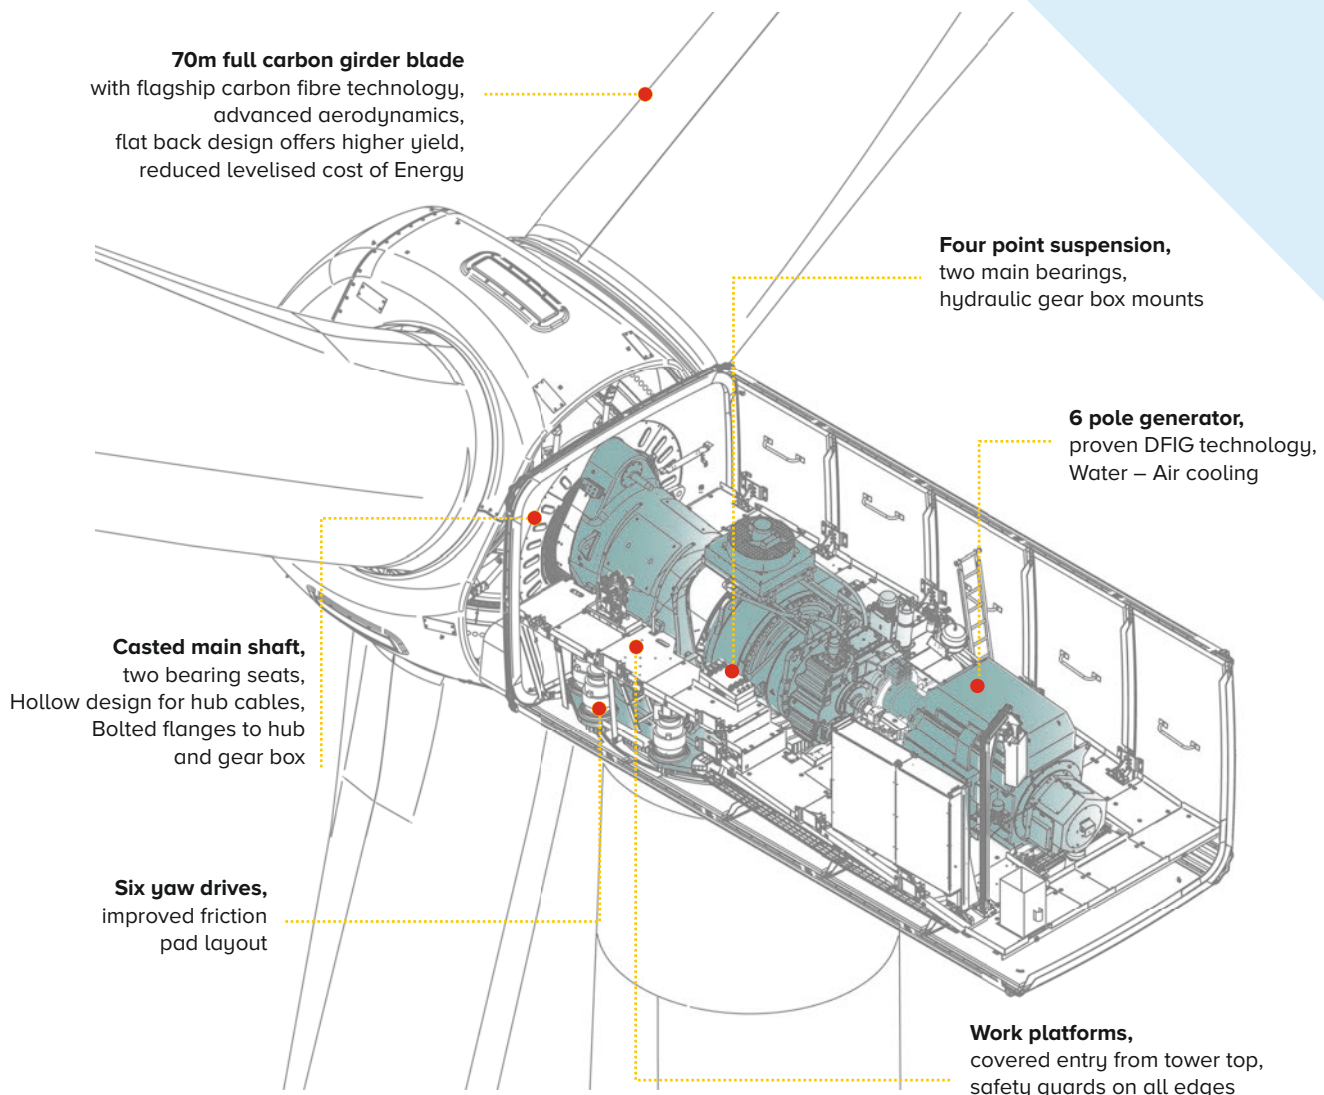 70m full carbon girder blade
with flagship carbon fibre technology,
advanced aerodynamics,
flat back design offers higher yield,
reduced levelised cost of Energy
Four point suspension,
two main bearings,
hydraulic gear box mounts
6 pole generator,
proven DFIG technology,
Water – Air cooling
Casted main shaft,
two bearing seats,
Hollow design for hub cables,
Bolted flanges to hub
and gear box
Six yaw drives,
improved friction
pad layout
Work platforms,
covered entry from tower top,
safety guards on all edges